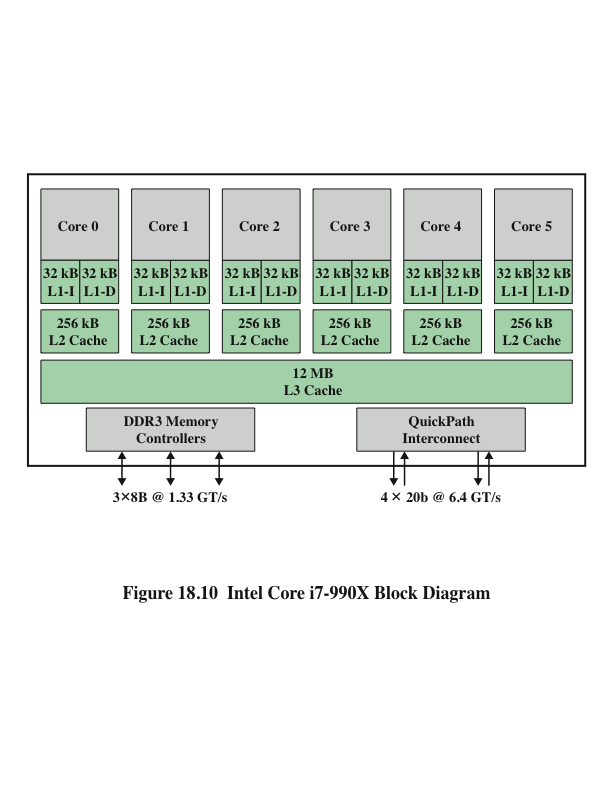 Core 0 Core 1 Core 2 Core 3 Core 4 Core 5
32 kB 32 kB 32 kB 32 kB 32 kB 32 kB 32 kB 32 kB 32 kB 32 kB 32 kB 32 kB
L1-I L1-D L1-I L1-D L1-I L1-D L1-I L1-D L1-I L1-D L1-I L1-D
256 kB 256 kB 256 kB 256 kB 256 kB 256 kB
L2 Cache L2 Cache L2 Cache L2 Cache L2 Cache L2 Cache
12 MB
L3 Cache
DDR3 Memory QuickPath
Controllers Interconnect
3×8B @ 1.33 GT/s 4 × 20b @ 6.4 GT/s
Figure 18.10 Intel Core i7-990X Block Diagram